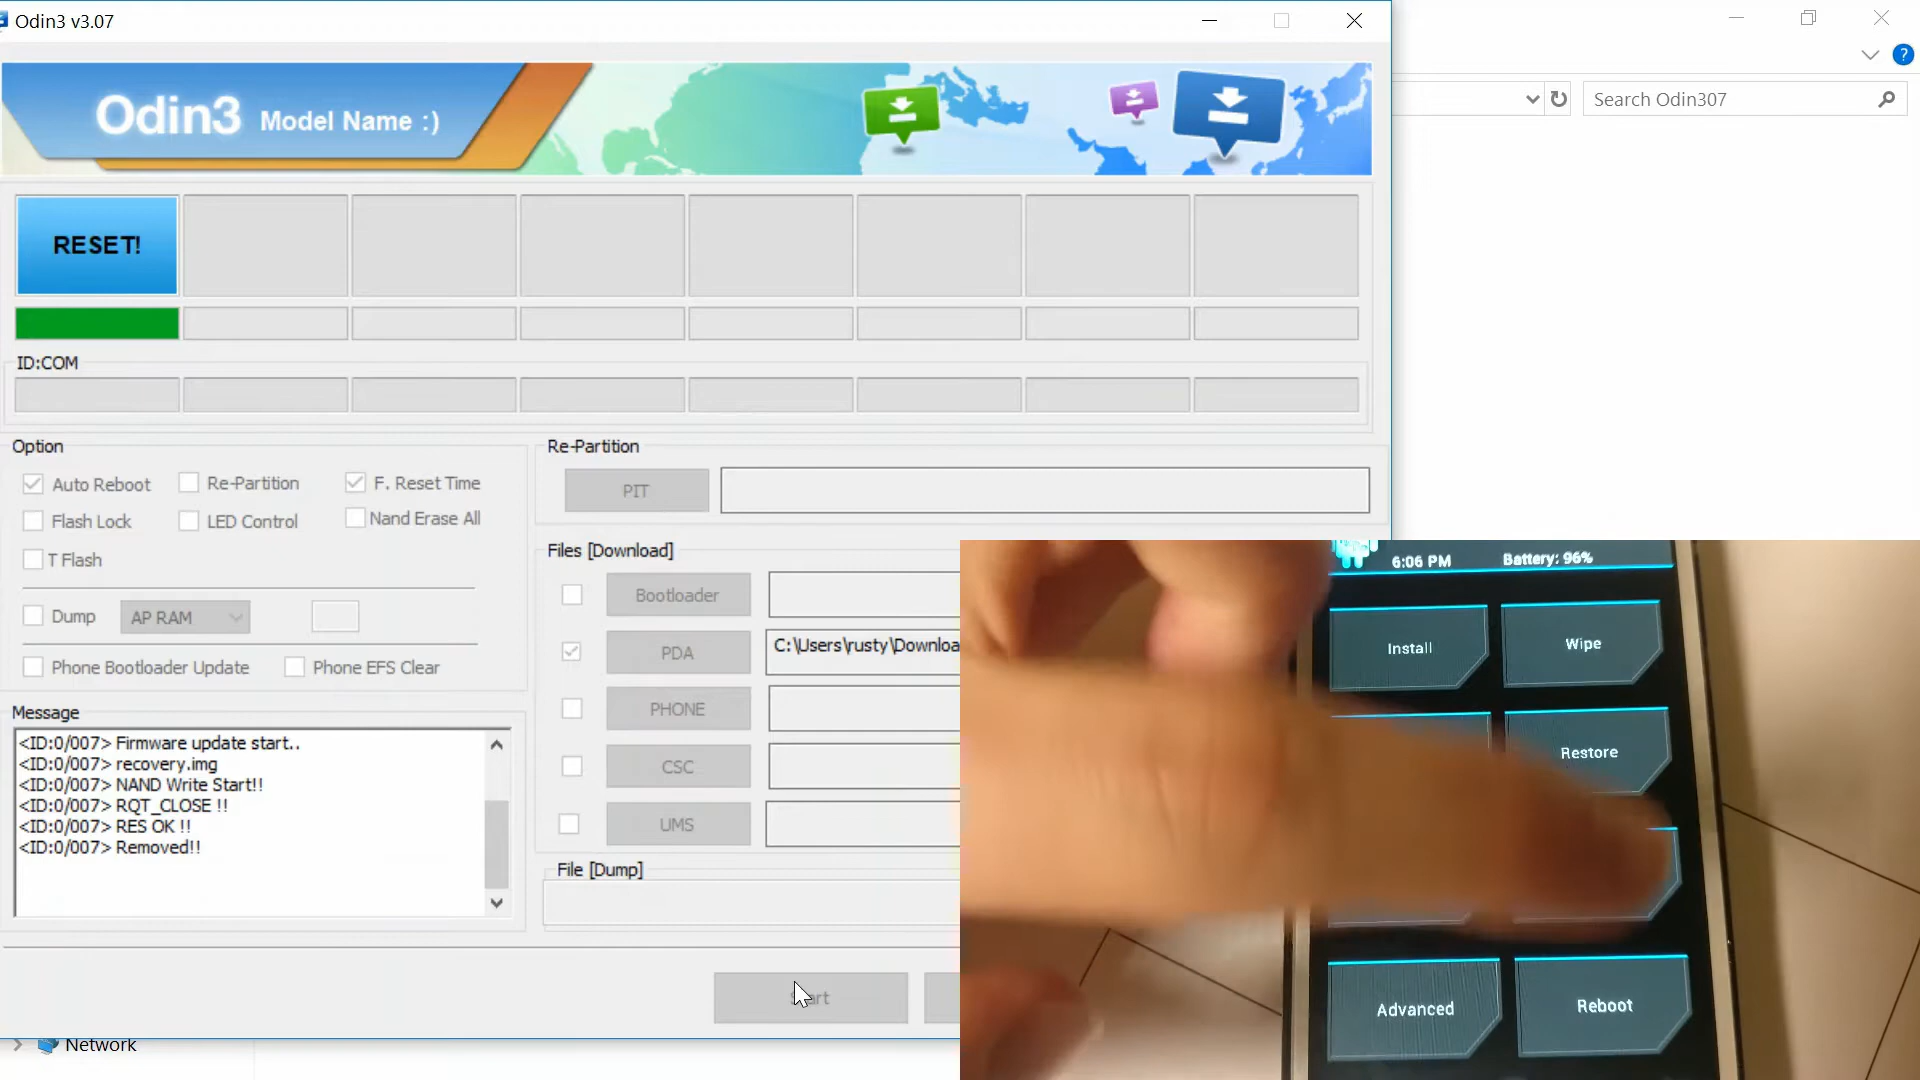 Odin3 v3.07
Search Odin307
Odin3 Model Name :)
RESET!
ID:COM
Option
Auto Reboot
Re-Partition
F. Reset Time
Flash Lock
LED Control
Nand Erase All
T Flash
Dump
AP RAM
Phone Bootloader Update
Phone EFS Clear
Message
<ID:0/007> Firmware update start..
<ID:0/007> recovery.img
<ID:0/007> NAND Write Start!!
<ID:0/007> RQT_CLOSE !!
<ID:0/007> RES OK !!
<ID:0/007> Removed!!
Re-Partition
PIT
Files [Download]
Bootloader
PDA
C:\Users\rusty\Downloa
PHONE
CSC
UMS
File [Dump]
Network
6:06 PM
Battery: 96%
Install
Wipe
Restore
Advanced
Reboot